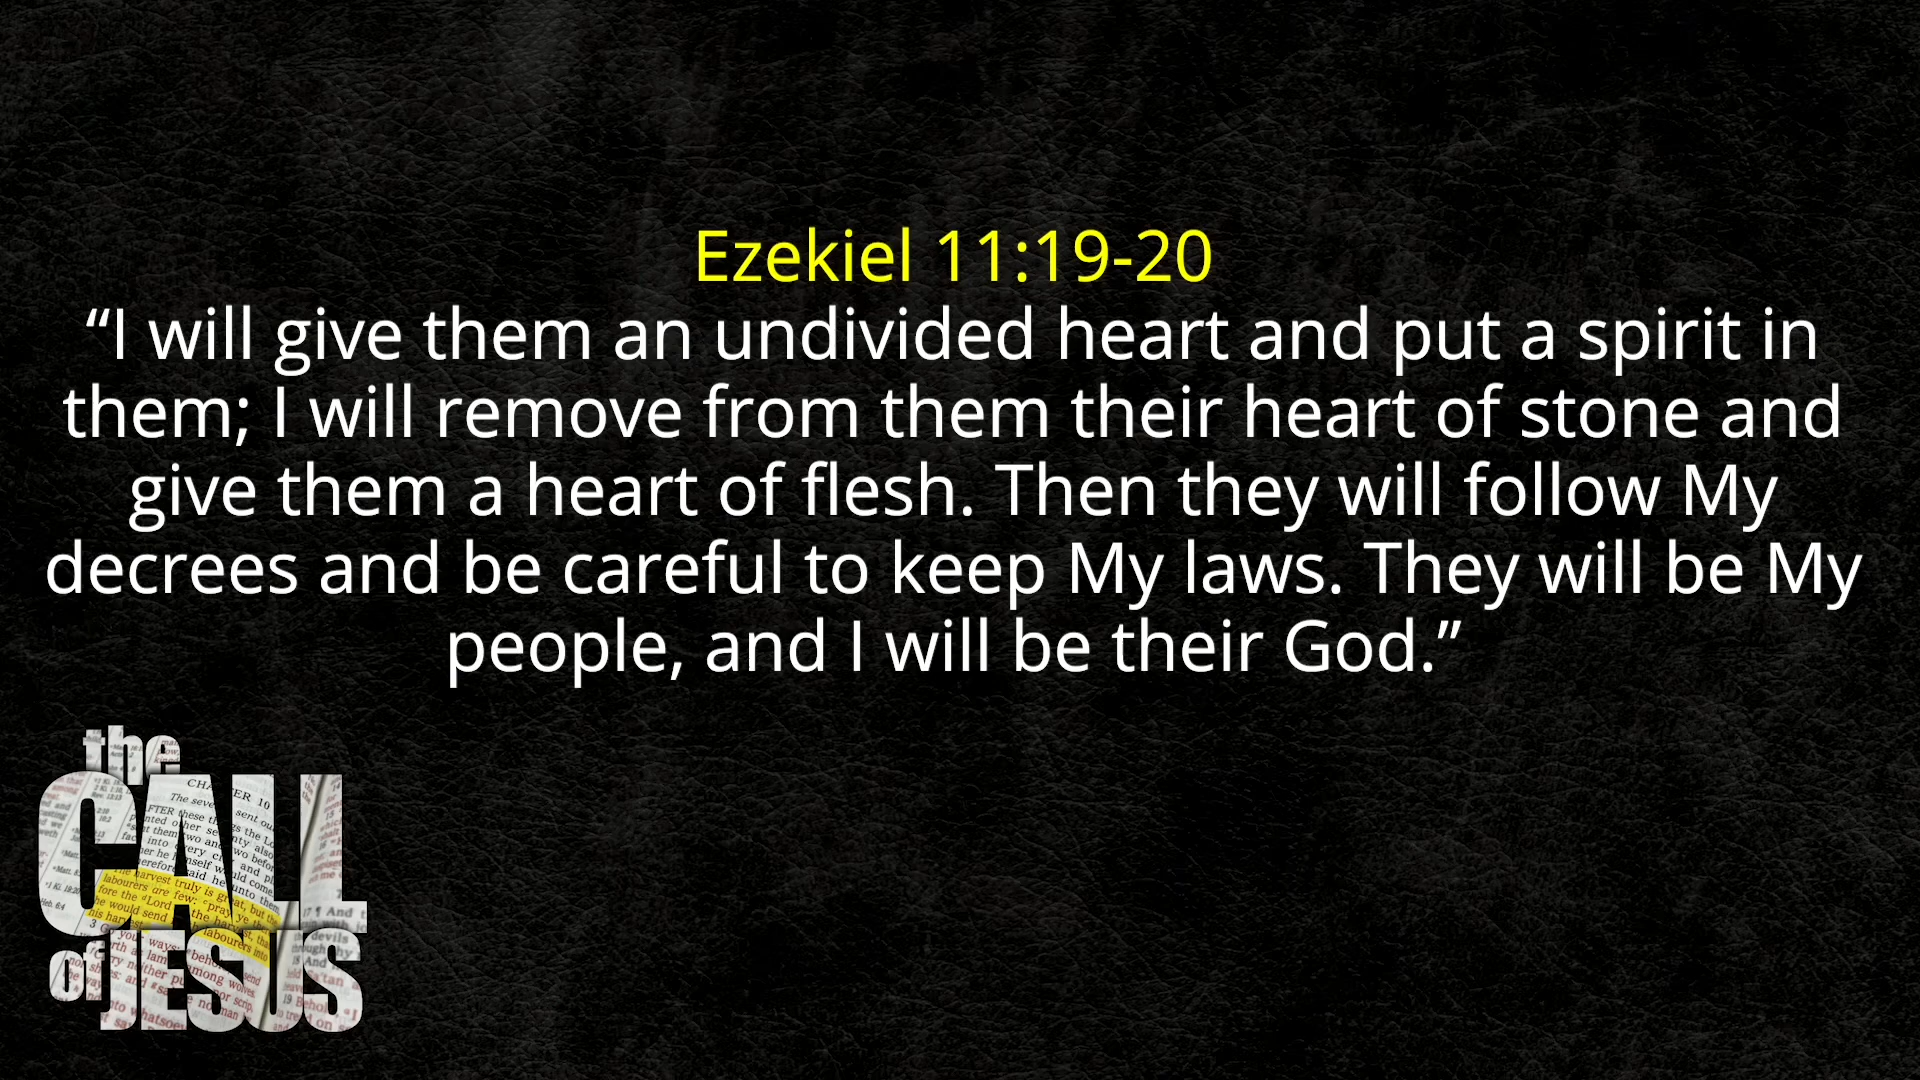 Ezekiel 11:19-20
“I will give them an undivided heart and put a spirit in
them; I will remove from them their heart of stone and
give them a heart of flesh. Then they will follow My
decrees and be careful to keep My laws. They will be My
people, and I will be their God.”
the
CALL
of JESUS